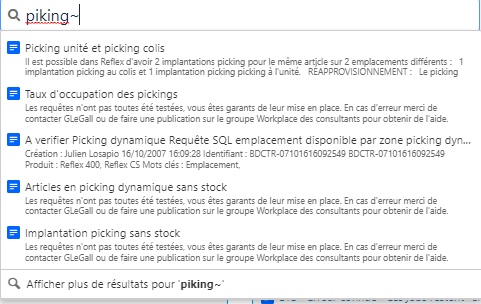 piking~
Picking unité et picking colis
Il est possible dans Reflex d'avoir 2 implantations picking pour le même article sur 2 emplacements différents : 1
implantation picking au colis et 1 implantation picking picking à l'unité. RÉAPPROVISIONNEMENT : Le picking
Taux d'occupation des pickings
Les requêtes n'ont pas toutes été testées, vous êtes garants de leur mise en place. En cas d'erreur merci de
contacter GLeGall ou de faire une publication sur le groupe Workplace des consultants pour obtenir de l'aide.
A verifier Picking dynamique Requête SQL emplacement disponible par zone picking dyn...
Création : Julien Losapio 16/10/2007 16:09:28 Identifiant : BDCTR-07101616092549 BDCTR-07101616092549
Produit : Reflex 400, Reflex CS Mots clés : Emplacement,
Articles en picking dynamique sans stock
Les requêtes n'ont pas toutes été testées, vous êtes garants de leur mise en place. En cas d'erreur merci de
contacter GLeGall ou de faire une publication sur le groupe Workplace des consultants pour obtenir de l'aide.
Implantation picking sans stock
Les requêtes n'ont pas toutes été testées, vous êtes garants de leur mise en place. En cas d'erreur merci de
contacter GLeGall ou de faire une publication sur le groupe Workplace des consultants pour obtenir de l'aide.
Afficher plus de résultats pour 'piking~'